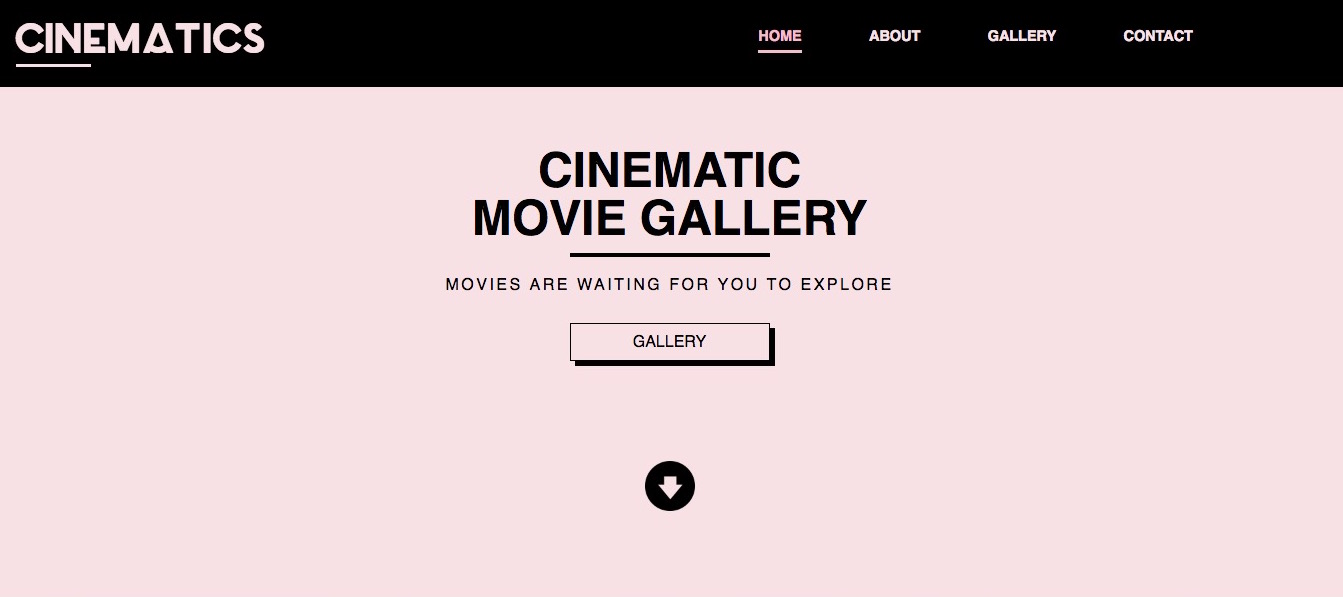 CINEMATICS
HOME ABOUT GALLERY CONTACT
CINEMATIC
MOVIE GALLERY
MOVIES ARE WAITING FOR YOU TO EXPLORE
GALLERY